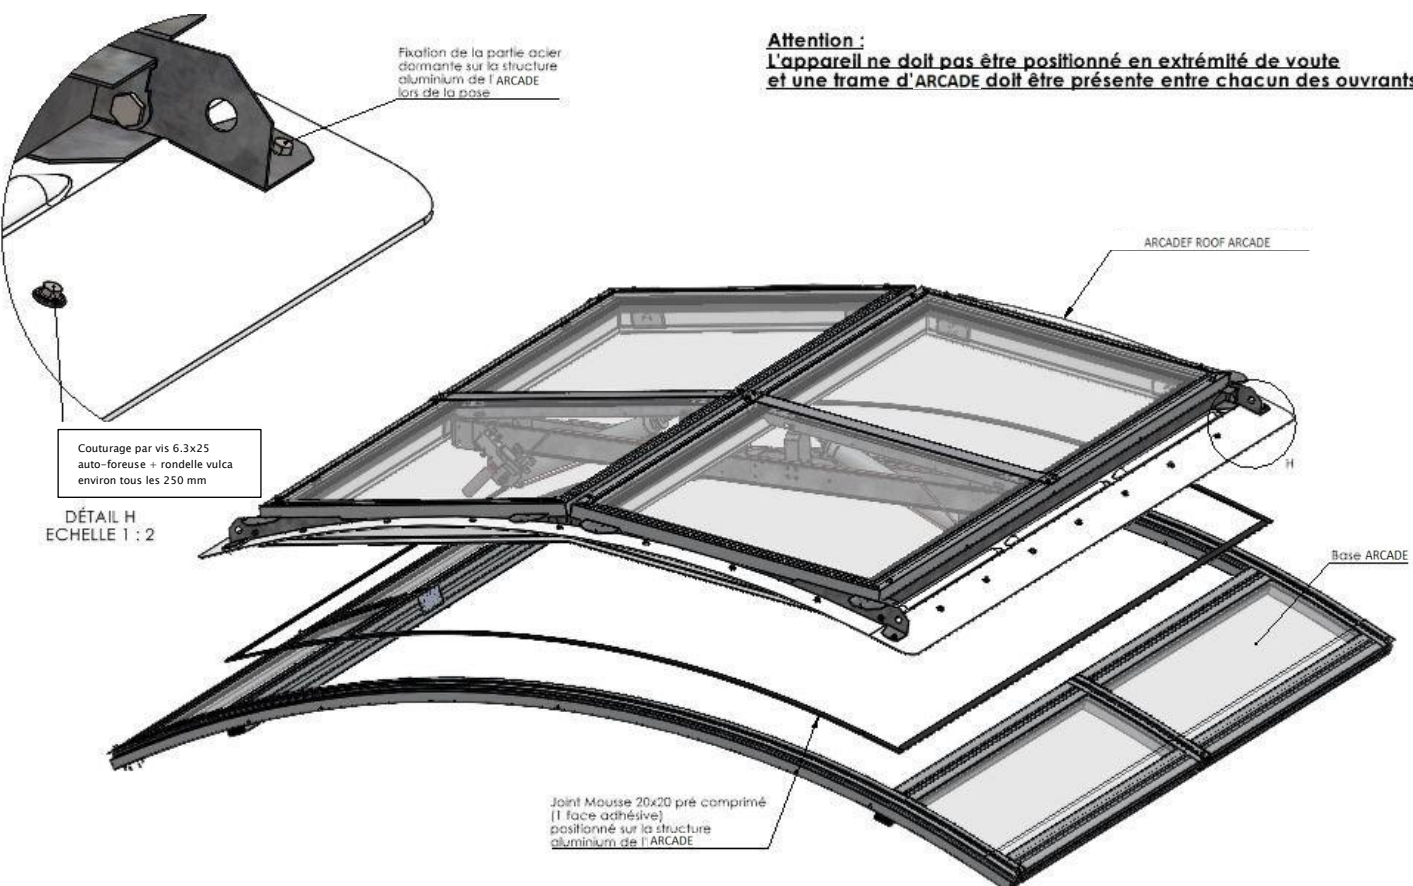 Fixation de la partie acier
dormante sur la structure
aluminium de l'ARCADE
lors de la pose
Attention :
L'appareil ne doit pas être positionné en extrémité de voute
et une trame d'ARCADE doit être présente entre chacun des ouvrants
ARCADEF ROOF ARCADE
H
Couturage par vis 6.3x25
auto-foreuse + rondelle vulca
environ tous les 250 mm
DÉTAIL H
ECHELLE 1 : 2
Base ARCADE
Joint Mousse 20x20 pré comprimé
(1 face adhésive)
positionné sur la structure
aluminium de l'ARCADE